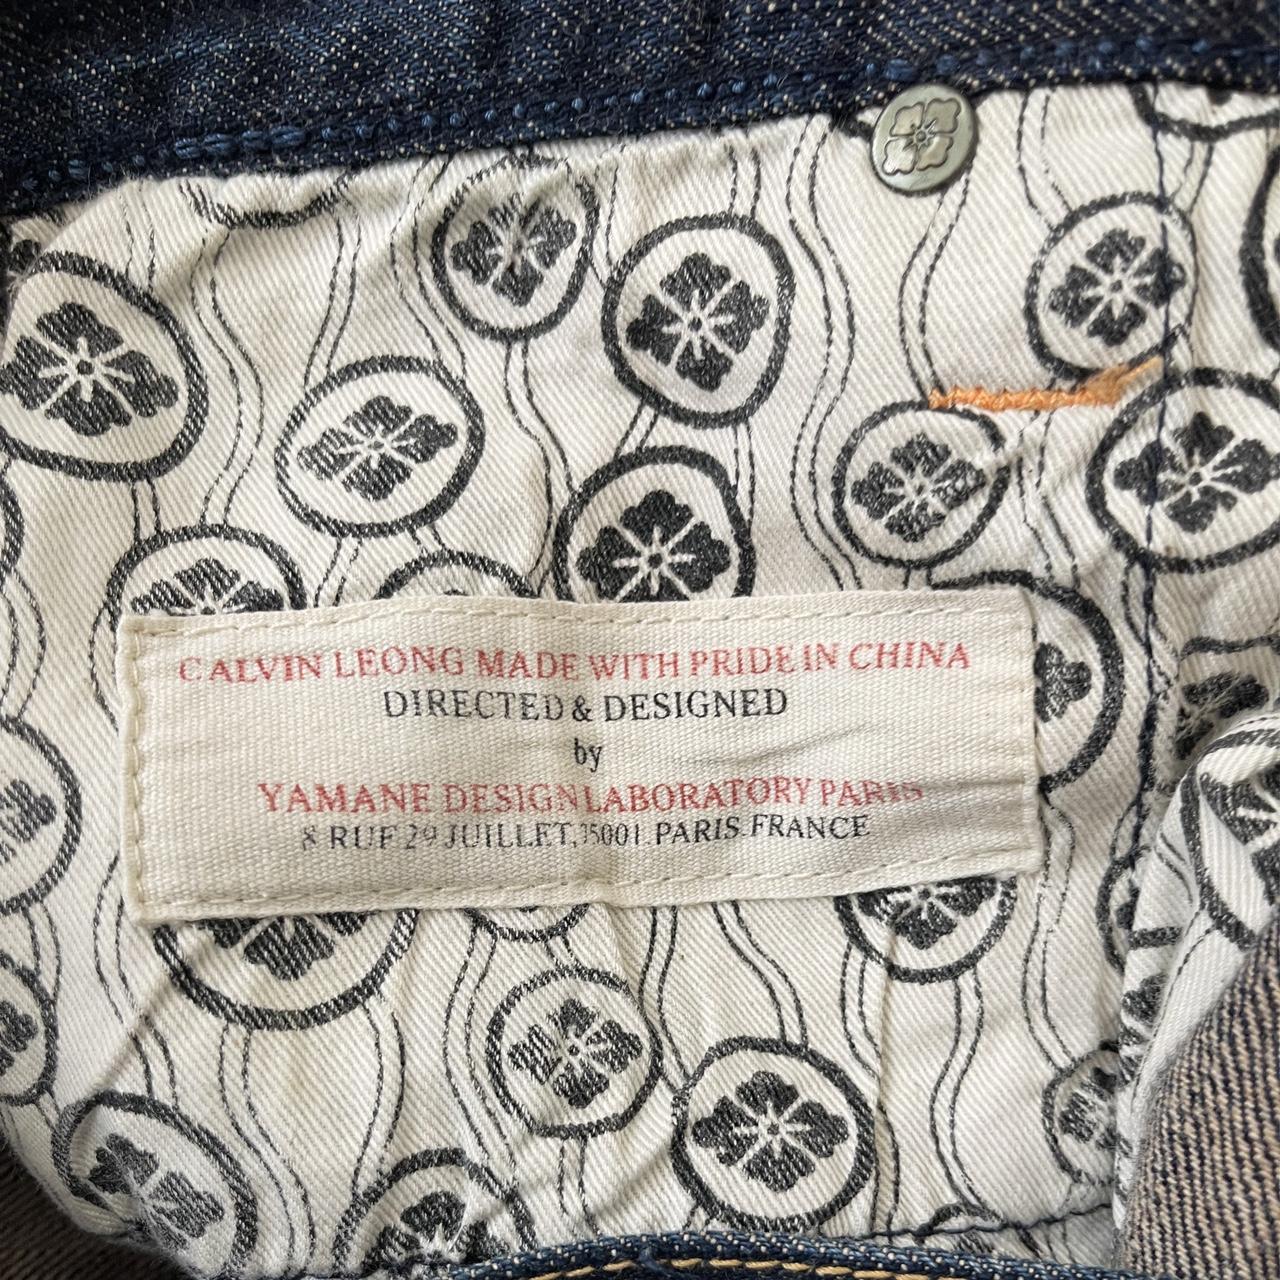 CALVIN LEONG MADE WITH PRIDE IN CHINA
DIRECTED & DESIGNED
by
YAMANE DESIGN LABORATORY PARIS
8 RUE 29 JUILLET, 75001. PARIS. FRANCE